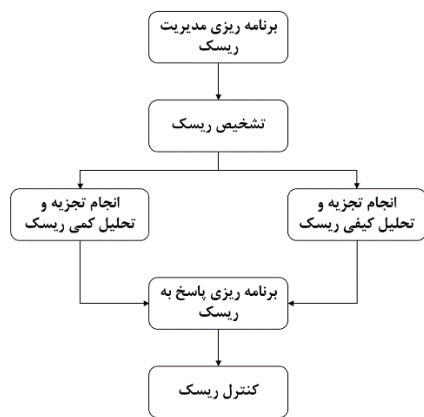 برنامه ریزی مدیریت
ریسک
تشخیص ریسک
انجام تجزیه و
تحلیل کیفی ریسک
انجام تجزیه و
تحلیل کمی ریسک
برنامه ریزی پاسخ به
ریسک
کنترل ریسک